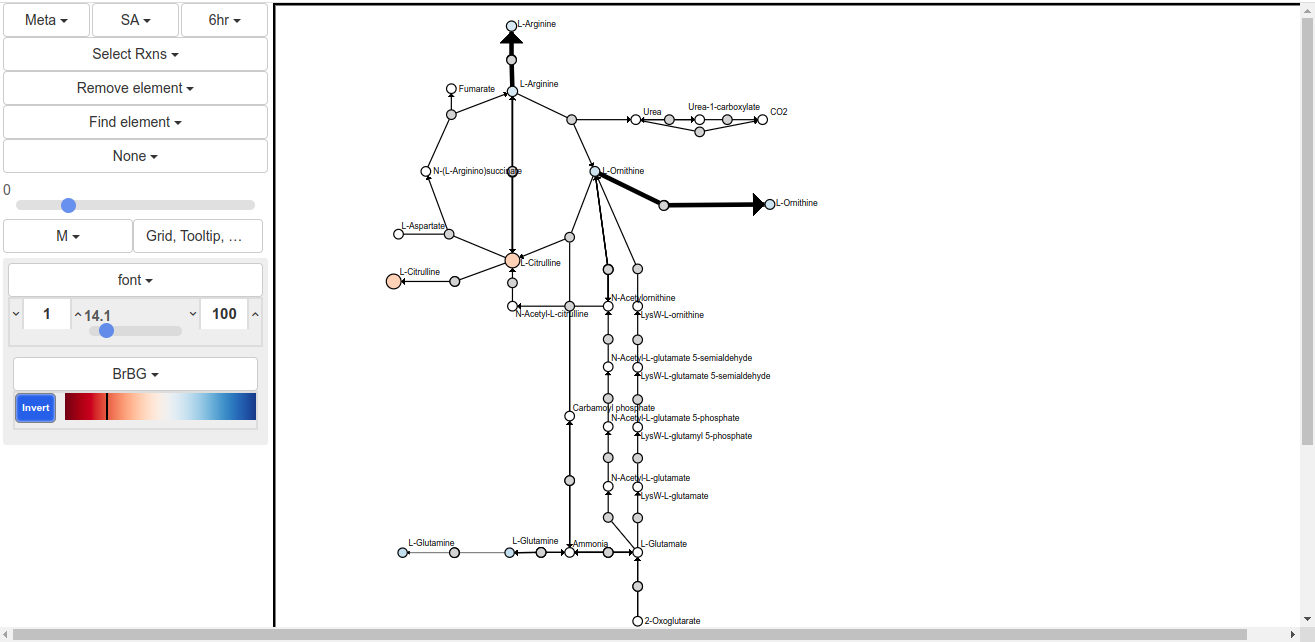 Meta SA 6hr
Select Rxns
Remove element
Find element
None
0
M Grid, Tooltip, ...
font
1 14.1 100
BrBG
Invert
L-Arginine
L-Arginine
Fumarate
Urea Urea-1-carboxylate CO2
N-(L-Arginino)succinate
L-Ornithine
L-Ornithine
L-Aspartate
L-Citrulline
L-Citrulline
N-Acetylornithine
N-Acetyl-L-citrulline
LysW-L-ornithine
N-Acetyl-L-glutamate 5-semialdehyde
LysW-L-glutamate 5-semialdehyde
Carbamoyl phosphate
N-Acetyl-L-glutamate 5-phosphate
LysW-L-glutamyl 5-phosphate
N-Acetyl-L-glutamate
LysW-L-glutamate
L-Glutamine L-Glutamine Ammonia L-Glutamate
2-Oxoglutarate